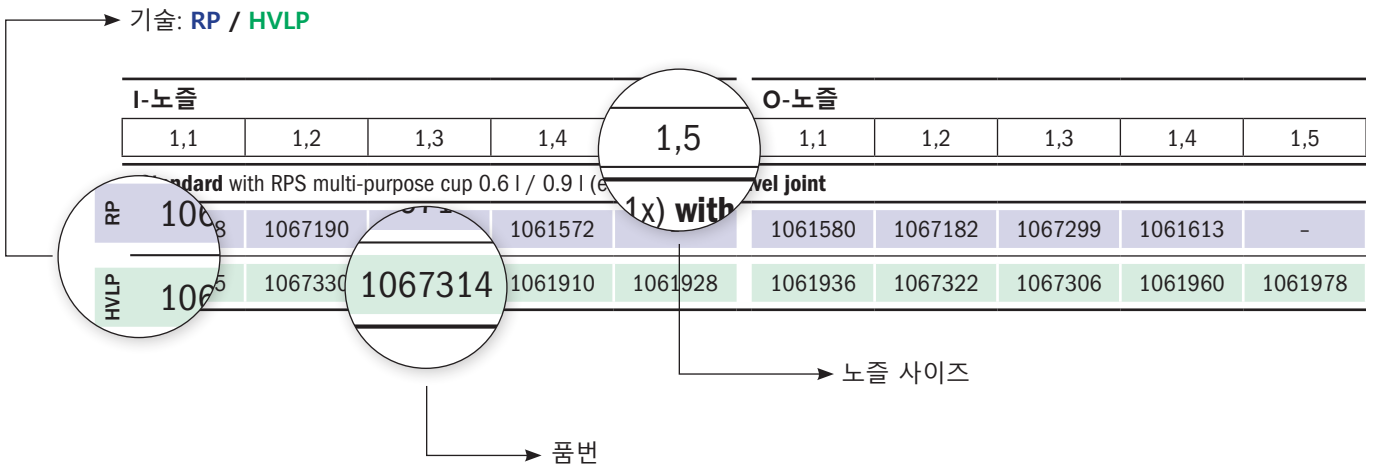 기술: RP / HVLP
I-노즐 O-노즐
1,1 1,2 1,3 1,4 1,5 1,1 1,2 1,3 1,4 1,5
with RPS multi-purpose cup 0.6 l / 0.9 l joint
1x) with
RP 1067190 1061572 1061580 1067182 1067299 1061613 –
HVLP 1067330 1067314 1061910 1061928 1061936 1067322 1067306 1061960 1061978
노즐 사이즈
품번